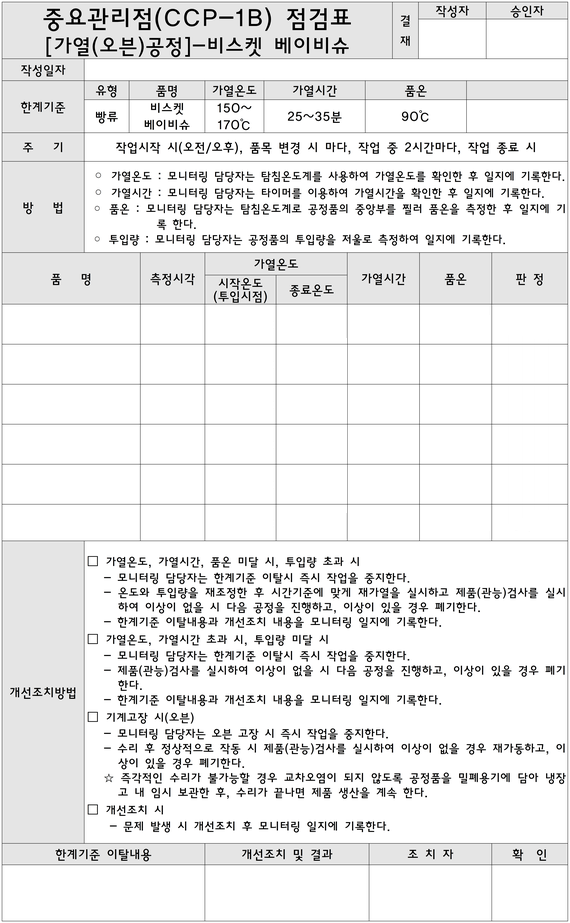 중요관리점(CCP-1B) 점검표
[가열(오븐)공정]-비스켓 베이비슈
결
재
작성자
승인자
작성일자
한계기준
유형
품명
가열온도
가열시간
품온
빵류
비스켓
베이비슈
150~
170℃
25~35분
90℃
주 기
작업시작 시(오전/오후), 품목 변경 시 마다, 작업 중 2시간마다, 작업 종료 시
방 법
○ 가열온도 : 모니터링 담당자는 탐침온도계를 사용하여 가열온도를 확인한 후 일지에 기록한다.
○ 가열시간 : 모니터링 담당자는 타이머를 이용하여 가열시간을 확인한 후 일지에 기록한다.
○ 품온 : 모니터링 담당자는 탐침온도계로 공정품의 중앙부를 찔러 품온을 측정한 후 일지에 기
록 한다.
○ 투입량 : 모니터링 담당자는 공정품의 투입량을 저울로 측정하여 일지에 기록한다.
품 명
측정시각
가열온도
시작온도
(투입시점)
종료온도
가열시간
품온
판 정
개선조치방법
□ 가열온도, 가열시간, 품온 미달 시, 투입량 초과 시
- 모니터링 담당자는 한계기준 이탈시 즉시 작업을 중지한다.
- 온도와 투입량을 재조정한 후 시간기준에 맞게 재가열을 실시하고 제품(관능)검사를 실시
하여 이상이 없을 시 다음 공정을 진행하고, 이상이 있을 경우 폐기한다.
- 한계기준 이탈내용과 개선조치 내용을 모니터링 일지에 기록한다.
□ 가열온도, 가열시간 초과 시, 투입량 미달 시
- 모니터링 담당자는 한계기준 이탈시 즉시 작업을 중지한다.
- 제품(관능)검사를 실시하여 이상이 없을 시 다음 공정을 진행하고, 이상이 있을 경우 폐기
한다.
- 한계기준 이탈내용과 개선조치 내용을 모니터링 일지에 기록한다.
□ 기계고장 시(오븐)
- 모니터링 담당자는 오븐 고장 시 즉시 작업을 중지한다.
- 수리 후 정상적으로 작동 시 제품(관능)검사를 실시하여 이상이 없을 경우 재가동하고, 이
상이 있을 경우 폐기한다.
☆ 즉각적인 수리가 불가능할 경우 교차오염이 되지 않도록 공정품을 밀폐용기에 담아 냉장
고 내 임시 보관한 후, 수리가 끝나면 제품 생산을 계속 한다.
□ 개선조치 시
- 문제 발생 시 개선조치 후 모니터링 일지에 기록한다.
한계기준 이탈내용
개선조치 및 결과
조 치 자
확 인